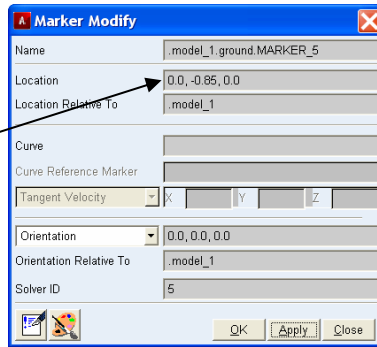 Marker Modify
Name .model_1.ground.MARKER_5
Location 0.0, -0.85, 0.0
Location Relative To .model_1
Curve
Curve Reference Marker
Tangent Velocity X Y Z
Orientation 0.0, 0.0, 0.0
Orientation Relative To .model_1
Solver ID 5
OK Apply Close